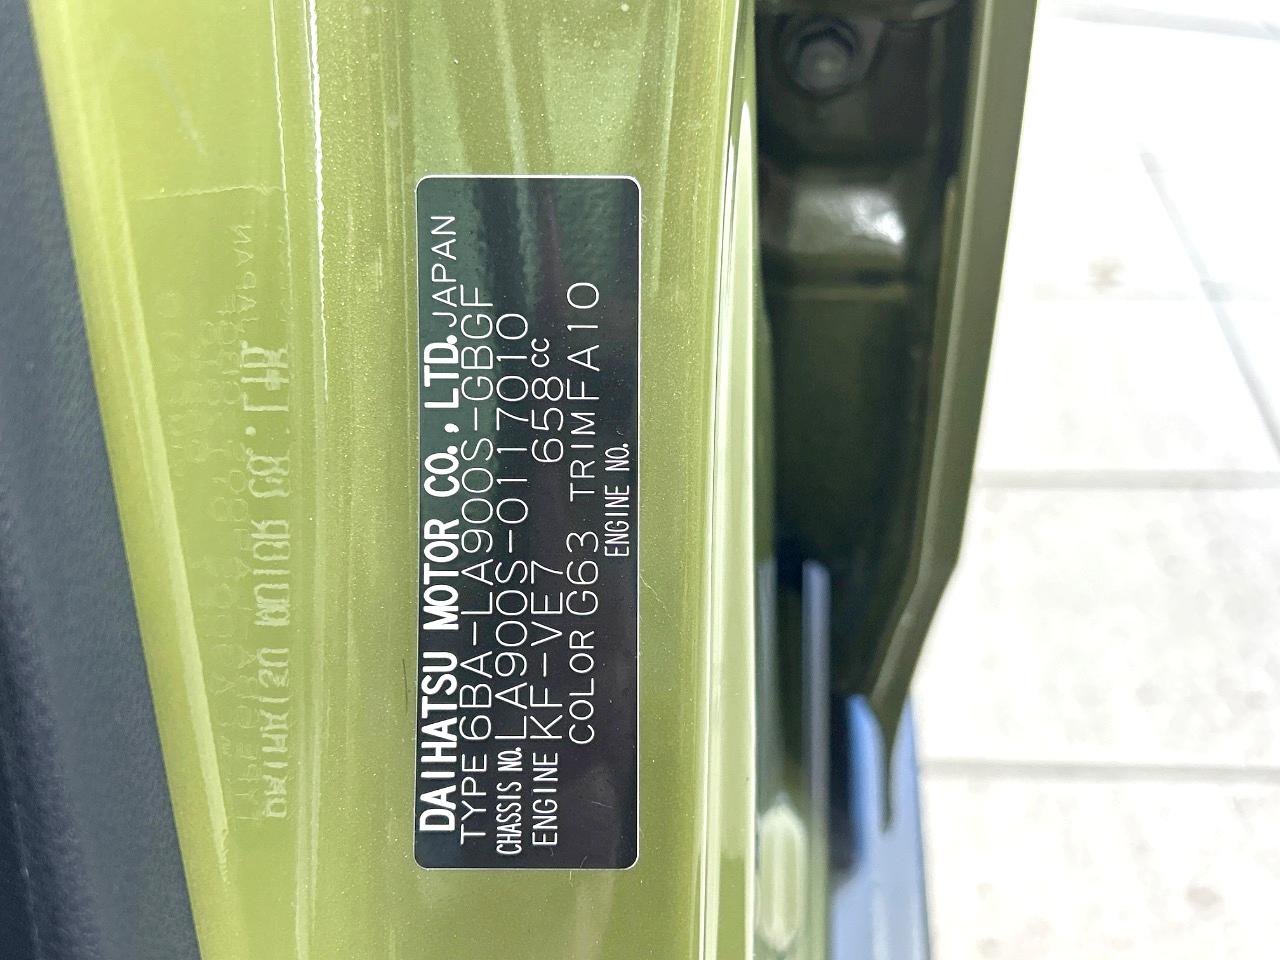 DAIHATSU MOTOR CO., LTD. JAPAN
TYPE 6BA-LA900S-GBGF
CHASSIS NO. LA900S-0117010
ENGINE KF-VE7 658cc
COLOR G63 TRIM FA10
ENGINE NO.